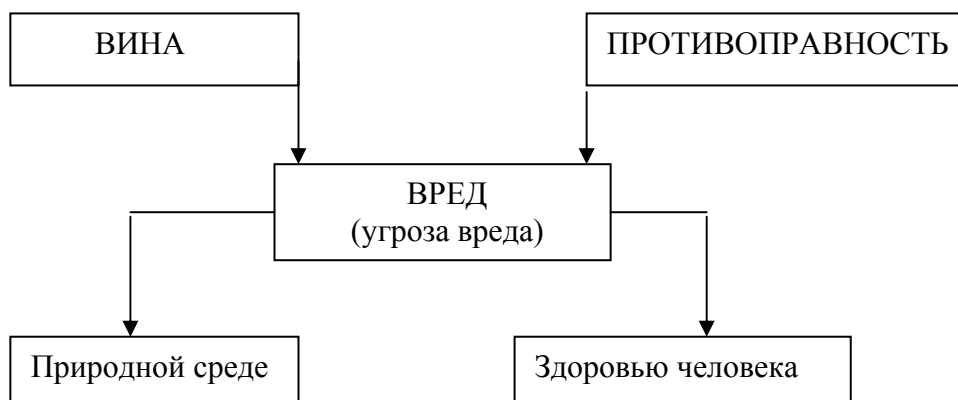 ВИНА
ПРОТИВОПРАВНОСТЬ
ВРЕД
(угроза вреда)
Природной среде
Здоровью человека